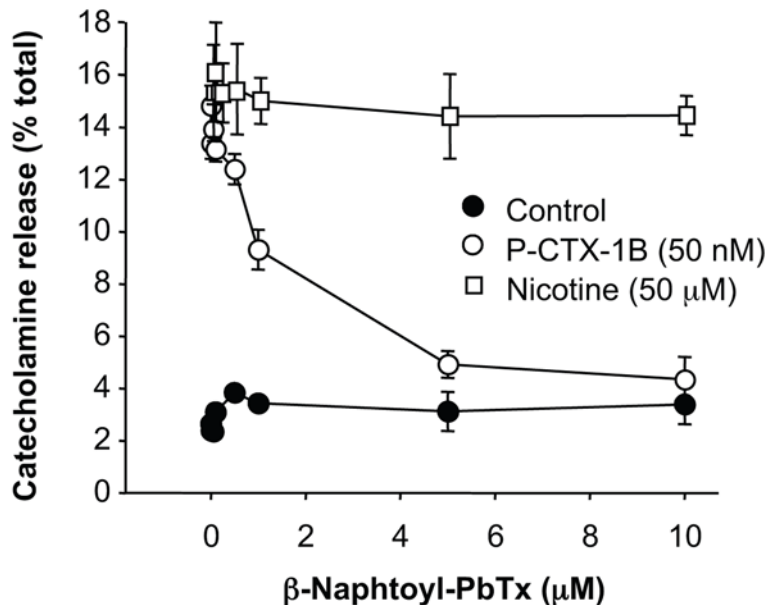 Catecholamine release (% total)
18
16
14
12
10
8
6
4
2
0
Control
P-CTX-1B (50 nM)
Nicotine (50 μM)
0 2 4 6 8 10
β-Naphtoyl-PbTx (μM)